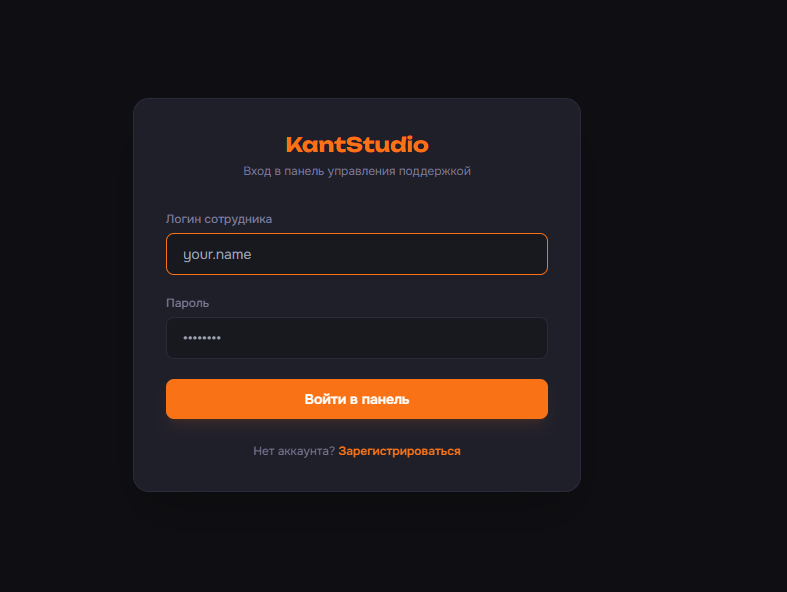 KantStudio
Вход в панель управления поддержкой
Логин сотрудника
your.name
Пароль
••••••••
Войти в панель
Нет аккаунта? Зарегистрироваться